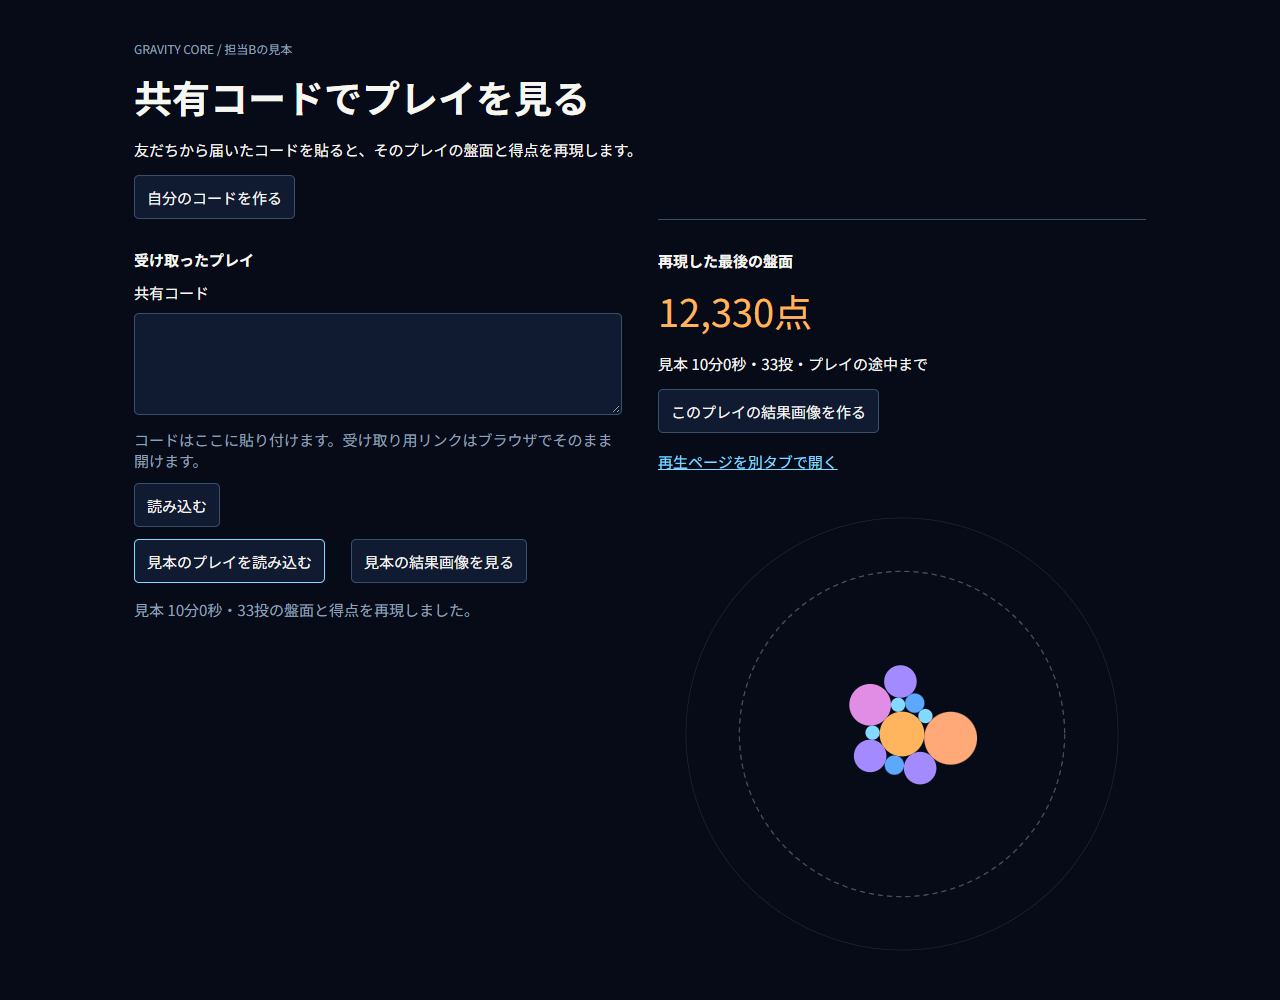 GRAVITY CORE / 担当Bの見本
共有コードでプレイを見る
友だちから届いたコードを貼ると、そのプレイの盤面と得点を再現します。
自分のコードを作る
受け取ったプレイ
共有コード
コードはここに貼り付けます。受け取り用リンクはブラウザでそのまま
開けます。
読み込む
見本のプレイを読み込む
見本の結果画像を見る
見本 10分0秒・33投の盤面と得点を再現しました。
再現した最後の盤面
12,330点
見本 10分0秒・33投・プレイの途中まで
このプレイの結果画像を作る
再生ページを別タブで開く